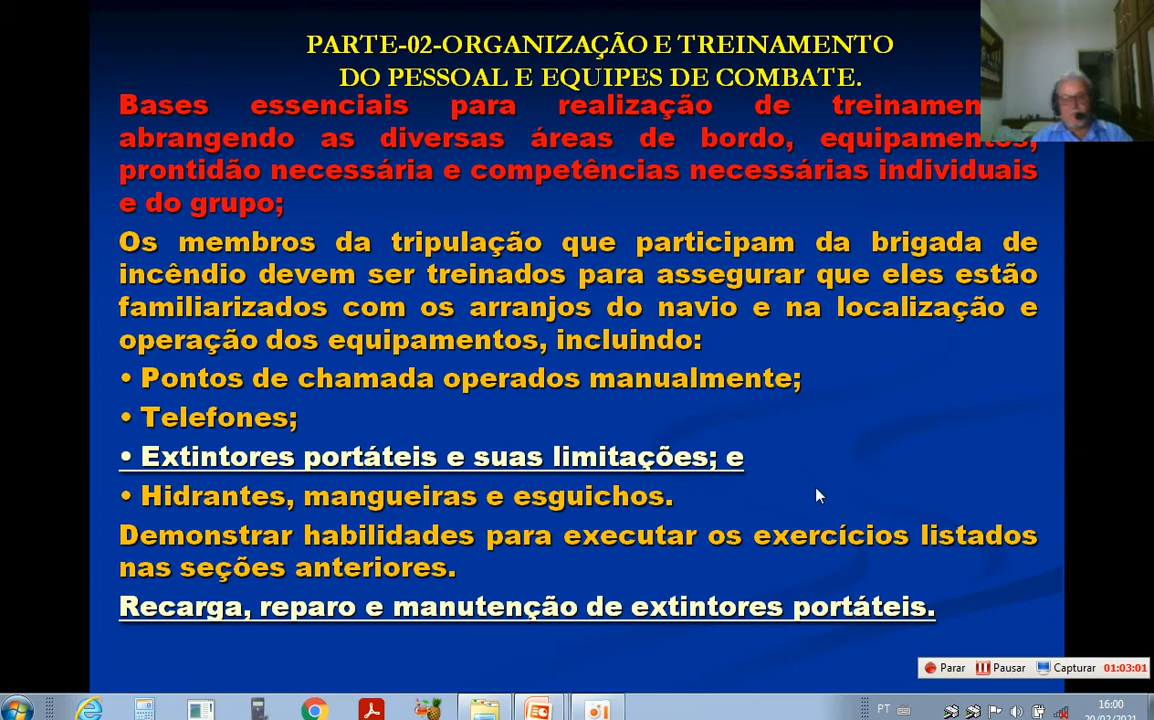 PARTE-02-ORGANIZAÇÃO E TREINAMENTO
DO PESSOAL E EQUIPES DE COMBATE.
Bases essenciais para realização de
abrangendo as diversas áreas de bordo,
prontidão necessária e competências necessárias individuais
e do grupo;
Os membros da tripulação que participam da brigada de
incêndio devem ser treinados para assegurar que eles estão
familiarizados com os arranjos do navio e na localização e
operação dos equipamentos, incluindo:
• Pontos de chamada operados manualmente;
• Telefones;
• Extintores portáteis e suas limitações; e
• Hidrantes, mangueiras e esguichos.
Demonstrar habilidades para executar os exercícios listados
nas seções anteriores.
Recarga, reparo e manutenção de extintores portáteis.
Parar Pausar Capturar 01:03:01
PT 16:00